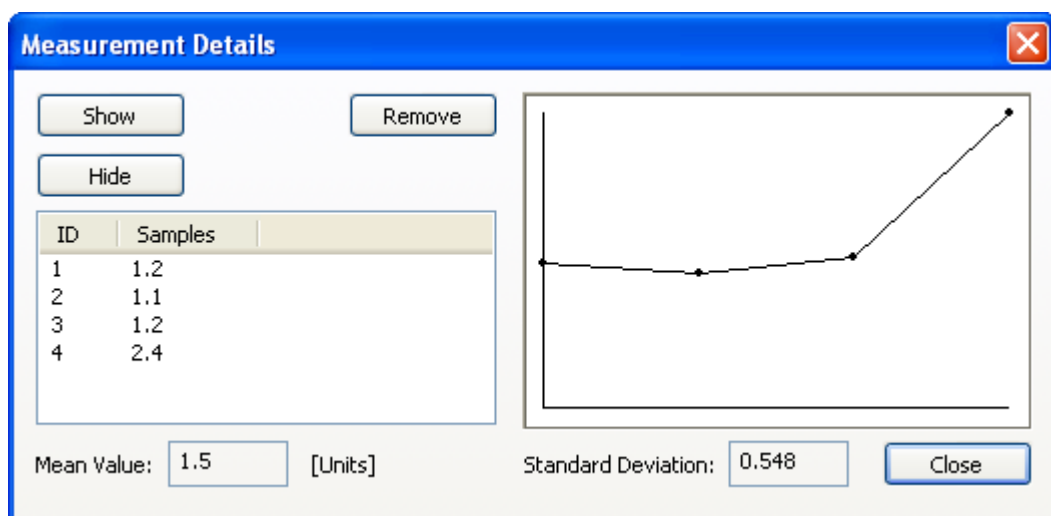 Measurement Details
Show
Remove
Hide
ID Samples
1 1.2
2 1.1
3 1.2
4 2.4
Mean Value: 1.5 [Units]
Standard Deviation: 0.548
Close